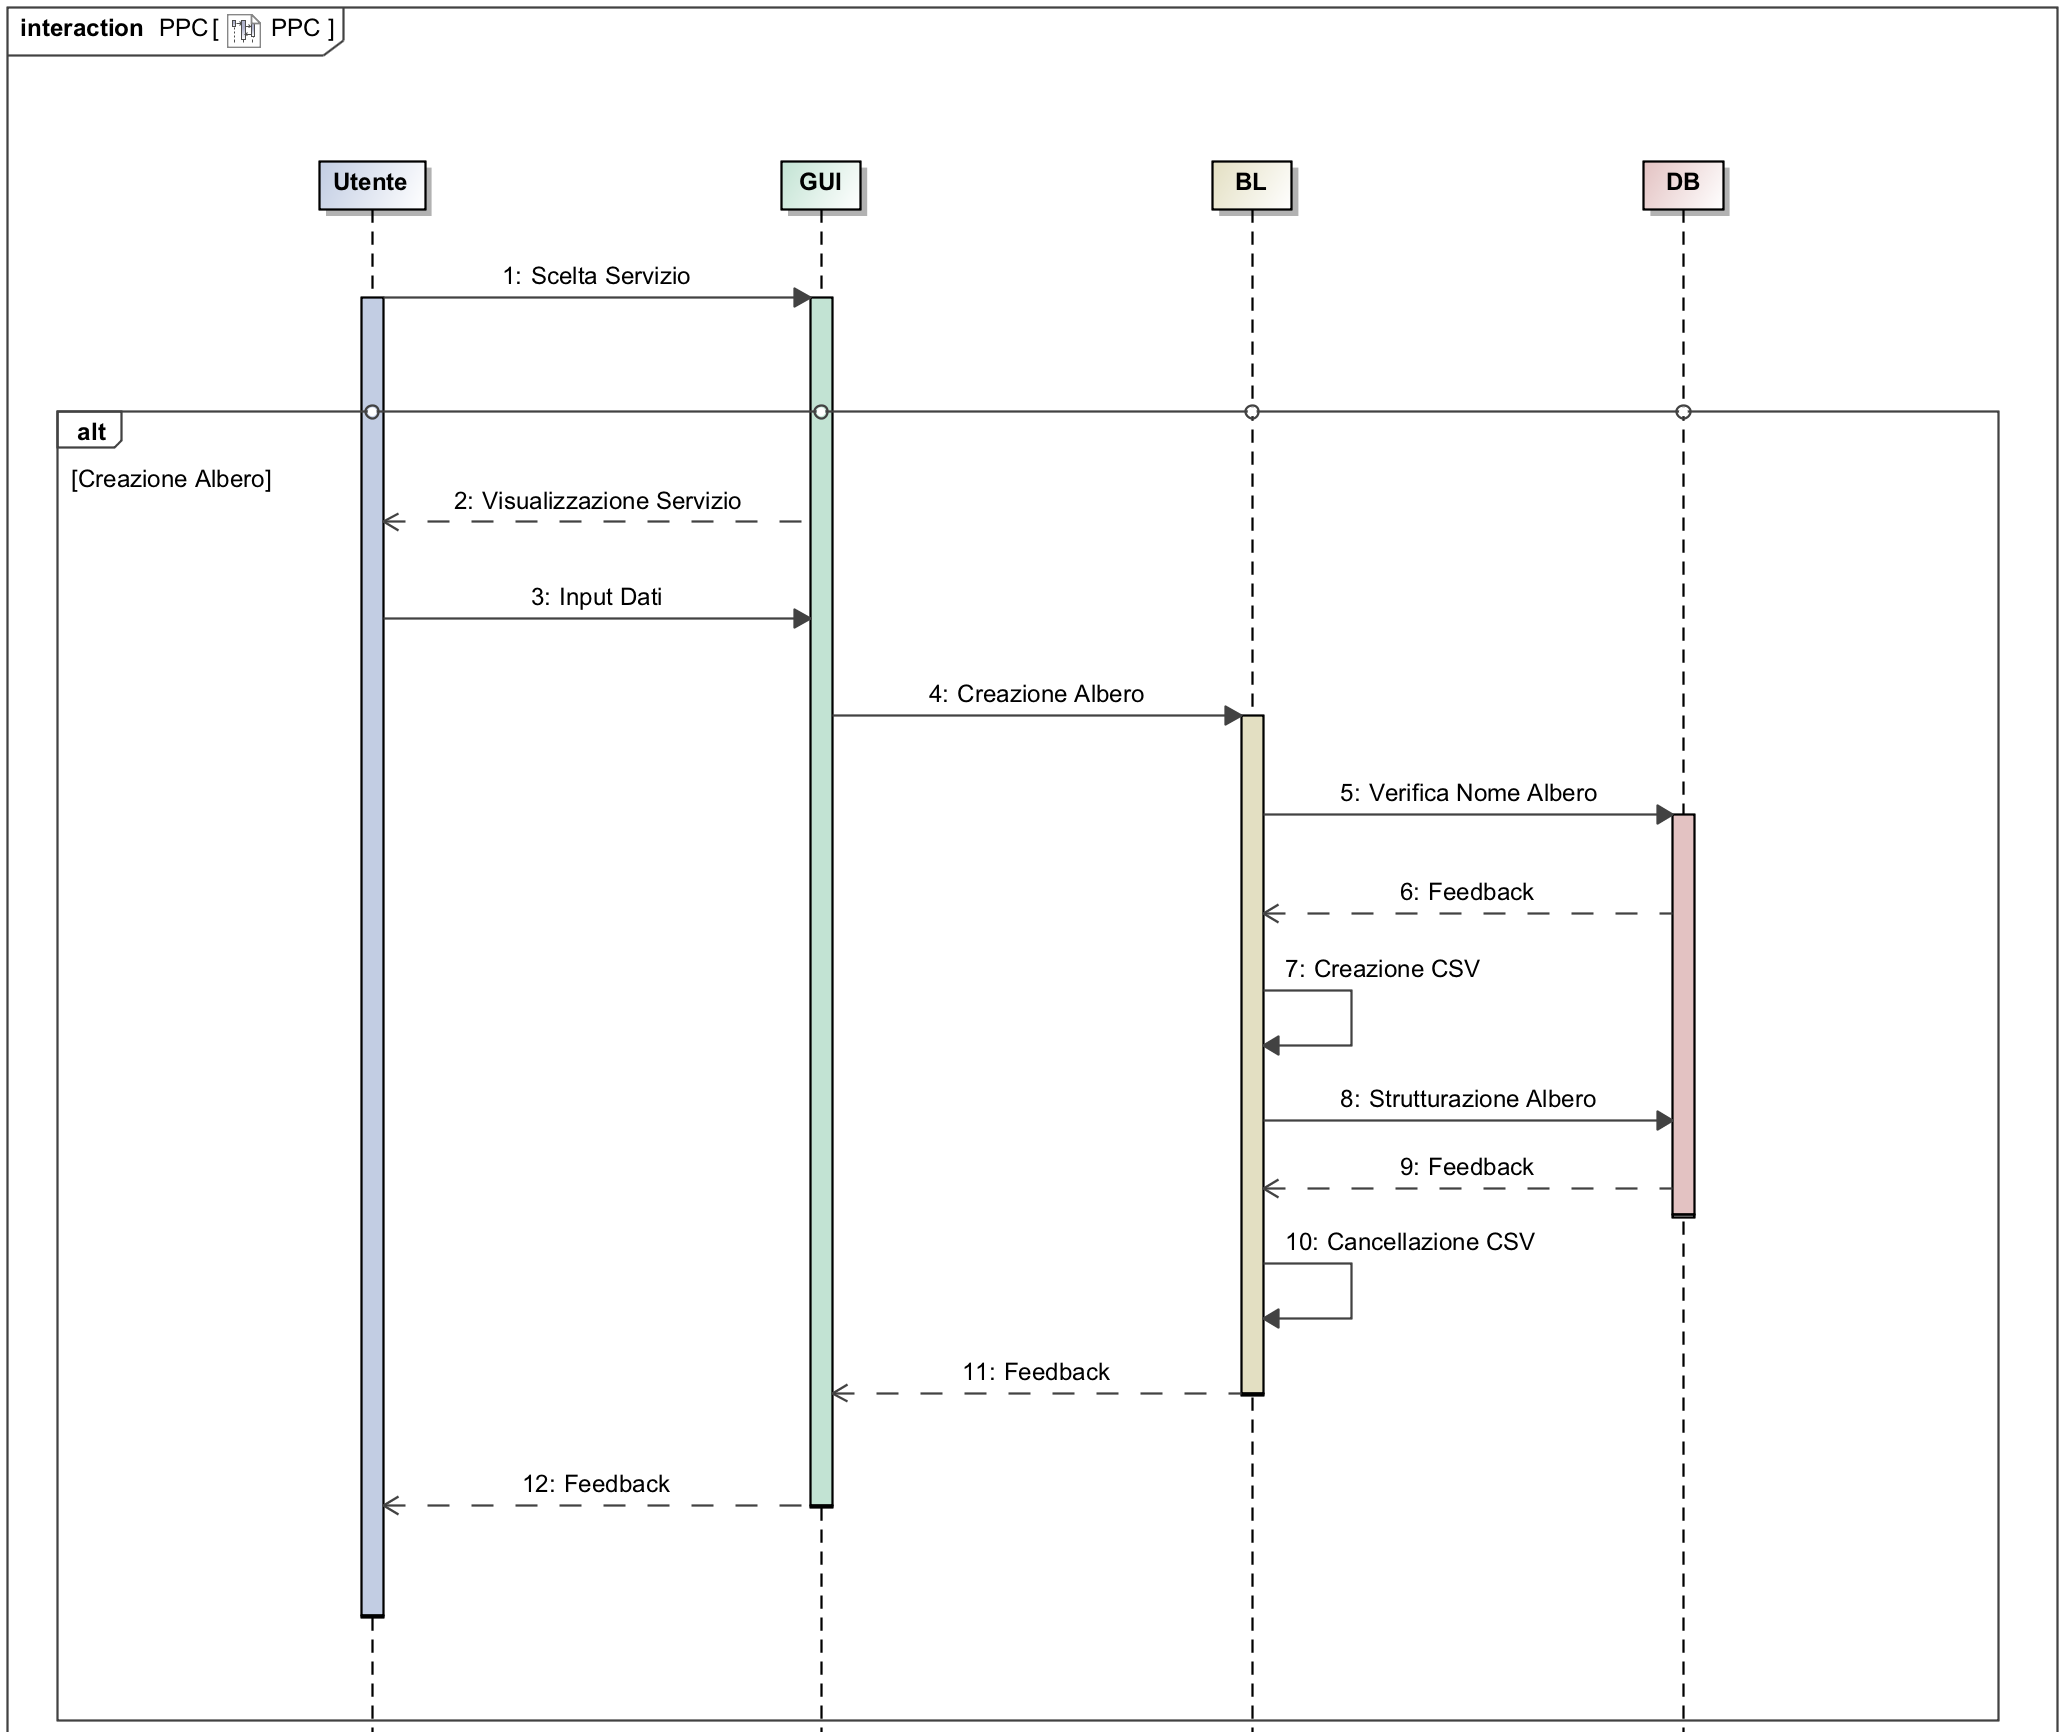 interaction PPC[ PPC ]
Utente
GUI
BL
DB
1: Scelta Servizio
alt
[Creazione Albero]
2: Visualizzazione Servizio
3: Input Dati
4: Creazione Albero
5: Verifica Nome Albero
6: Feedback
7: Creazione CSV
8: Strutturazione Albero
9: Feedback
10: Cancellazione CSV
11: Feedback
12: Feedback